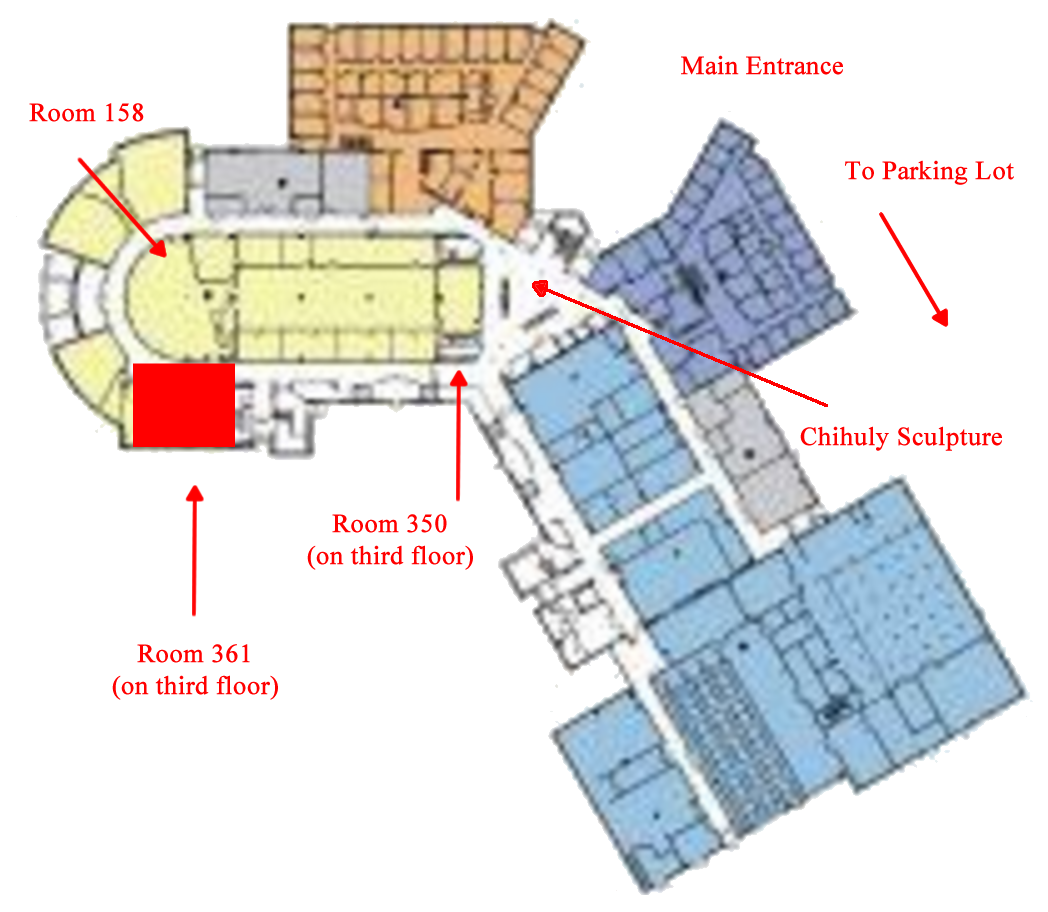 Main Entrance
Room 158
To Parking Lot
Chihuly Sculpture
Room 350
(on third floor)
Room 361
(on third floor)